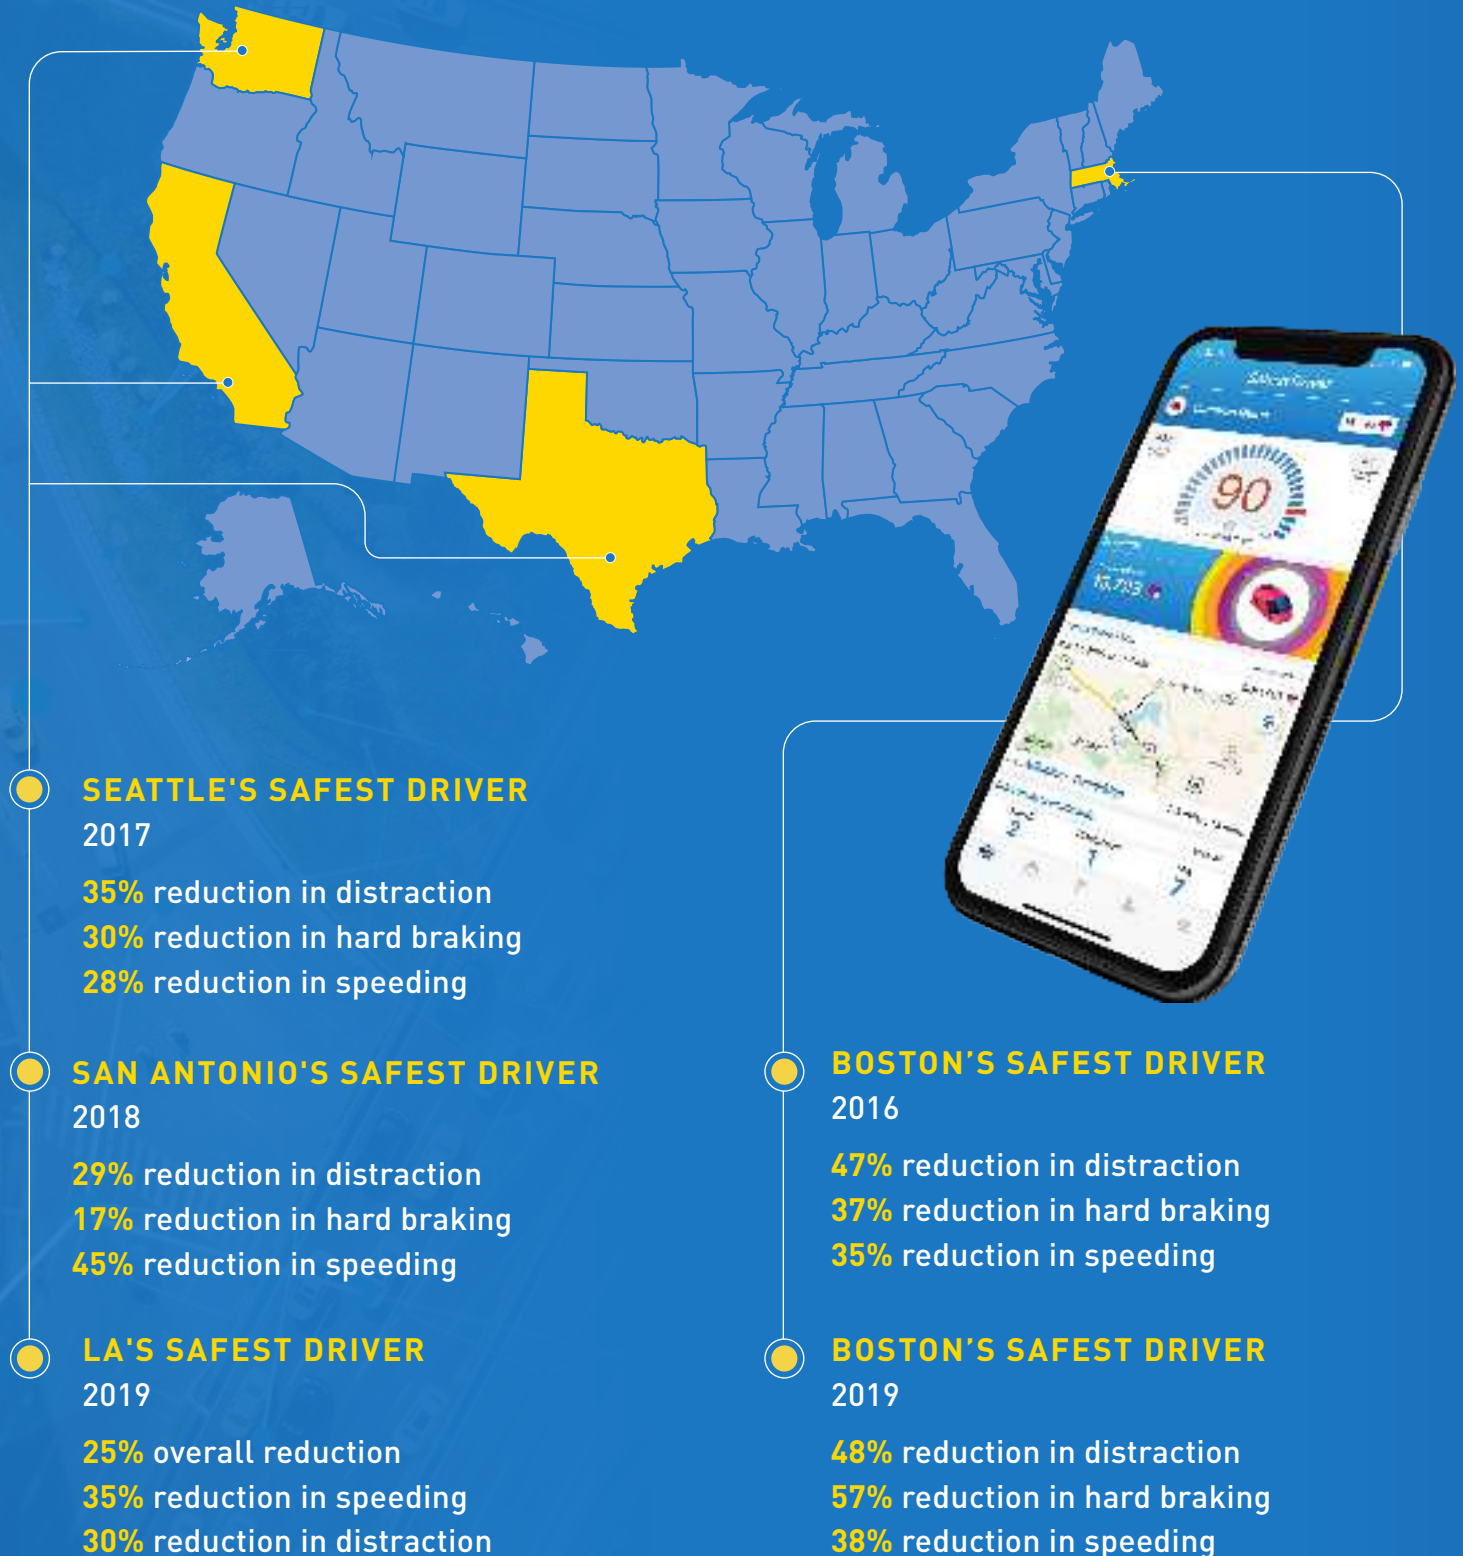 90
SEATTLE'S SAFEST DRIVER
2017
35% reduction in distraction
30% reduction in hard braking
28% reduction in speeding
SAN ANTONIO'S SAFEST DRIVER
2018
29% reduction in distraction
17% reduction in hard braking
45% reduction in speeding
LA'S SAFEST DRIVER
2019
25% overall reduction
35% reduction in speeding
30% reduction in distraction
2
1
7
BOSTON’S SAFEST DRIVER
2016
47% reduction in distraction
37% reduction in hard braking
35% reduction in speeding
BOSTON’S SAFEST DRIVER
2019
48% reduction in distraction
57% reduction in hard braking
38% reduction in speeding